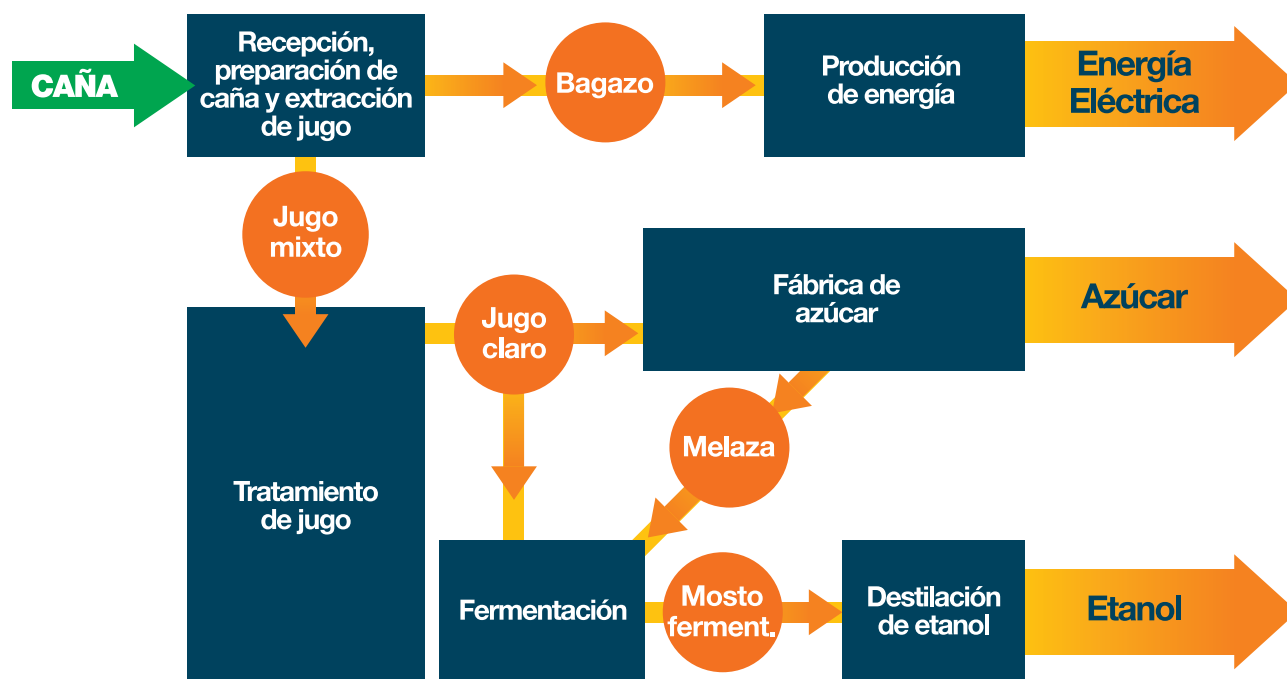 CAÑA
Recepción,
preparación de
caña y extracción
de jugo
Bagazo
Producción
de energía
Energía
Eléctrica
Jugo
mixto
Jugo
claro
Fábrica de
azúcar
Azúcar
Melaza
Tratamiento
de jugo
Fermentación
Mosto
ferment.
Destilación
de etanol
Etanol